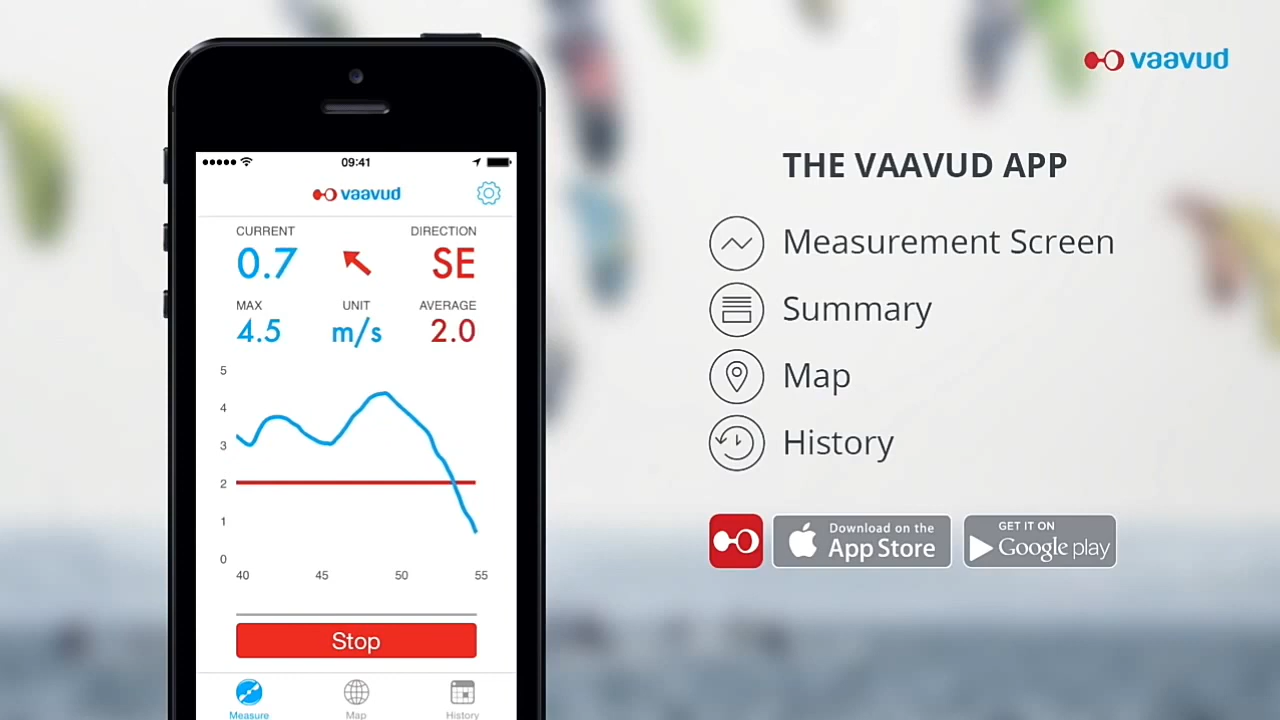 vaavud
09:41
vaavud
CURRENT DIRECTION
0.7 SE
MAX UNIT AVERAGE
4.5 m/s 2.0
5
4
3
2
1
0
40 45 50 55
Stop
Measure Map History
THE VAAVUD APP
Measurement Screen
Summary
Map
History
Download on the
App Store
GET IT ON
Google play